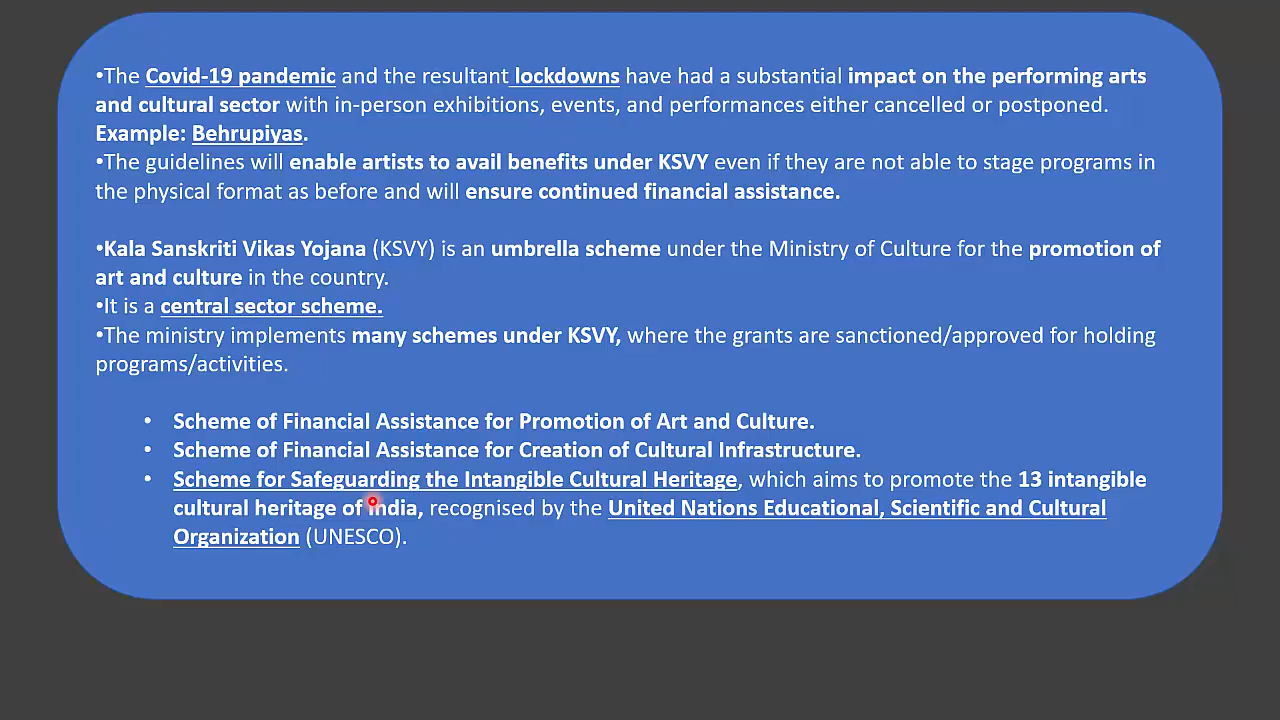 •The Covid-19 pandemic and the resultant lockdowns have had a substantial impact on the performing arts
and cultural sector with in-person exhibitions, events, and performances either cancelled or postponed.
Example: Behrupiyas.
•The guidelines will enable artists to avail benefits under KSVY even if they are not able to stage programs in
the physical format as before and will ensure continued financial assistance.
•Kala Sanskriti Vikas Yojana (KSVY) is an umbrella scheme under the Ministry of Culture for the promotion of
art and culture in the country.
•It is a central sector scheme.
•The ministry implements many schemes under KSVY, where the grants are sanctioned/approved for holding
programs/activities.
• Scheme of Financial Assistance for Promotion of Art and Culture.
• Scheme of Financial Assistance for Creation of Cultural Infrastructure.
• Scheme for Safeguarding the Intangible Cultural Heritage, which aims to promote the 13 intangible
cultural heritage of India, recognised by the United Nations Educational, Scientific and Cultural
Organization (UNESCO).